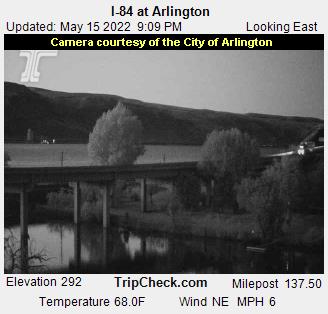 I-84 at Arlington
Updated: May 15 2022 9:09 PM Looking East
Camera courtesy of the City of Arlington
Elevation 292 TripCheck.com Milepost 137.50
Temperature 68.0F Wind NE MPH 6